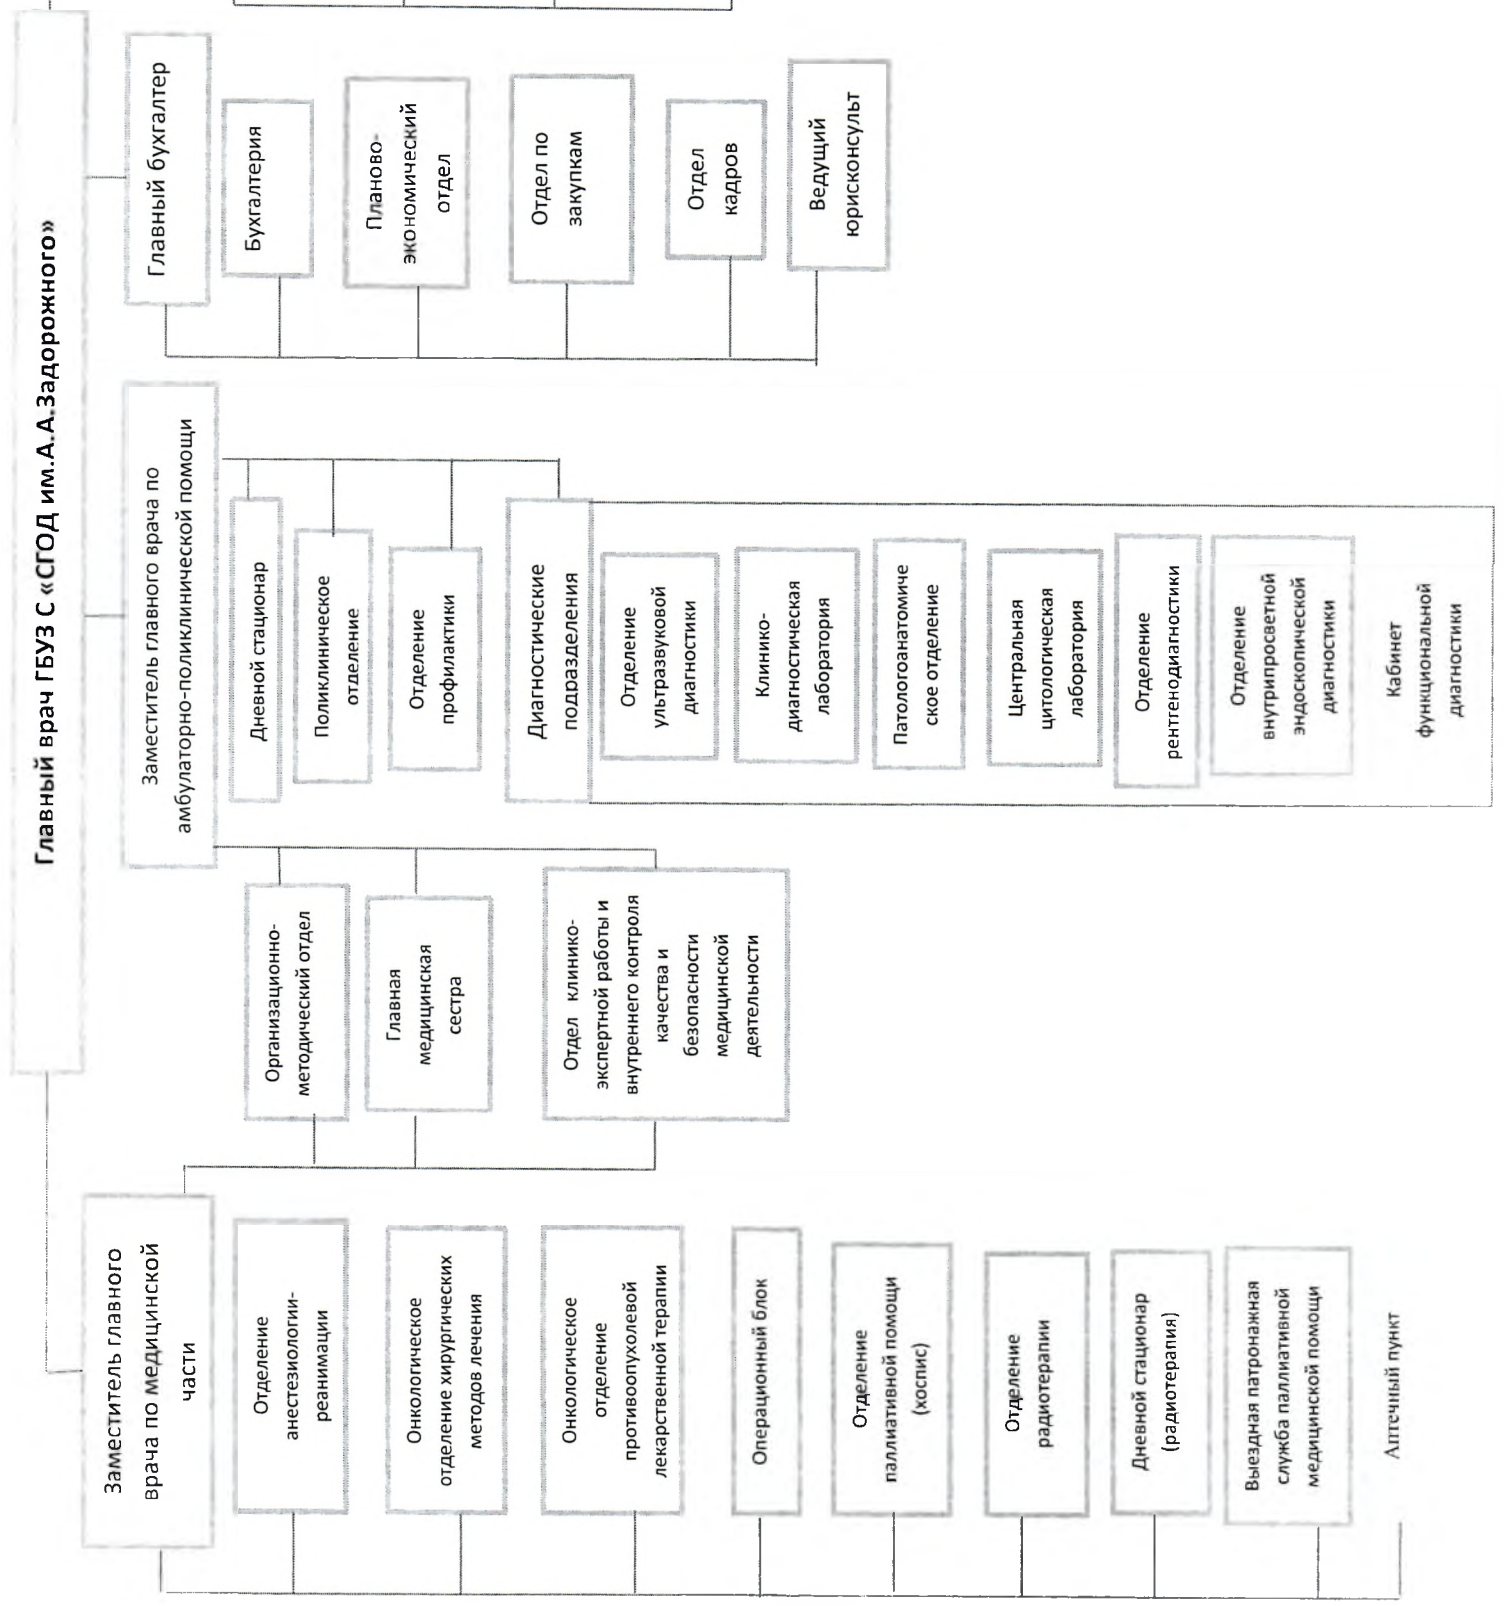 Главный врач ГБУЗ С «СГОД им.А.А.Задорожного»
Заместитель главного
врача по медицинской
части
Отделение
анестезиологии-
реанимации
Онкологическое
отделение хирургических
методов лечения
Онкологическое
отделение
противоопухолевой
лекарственной терапии
Операционный блок
Отделение
паллиативной помощи
(хоспис)
Отделение
радиотерапии
Дневной стационар
(радиотерапия)
Выездная патронажная
служба паллиативной
медицинской помощи
Аптечный пункт
Организационно-
методический отдел
Главная
медицинская
сестра
Отдел клинико-
экспертной работы и
внутреннего контроля
качества и
безопасности
медицинской
деятельности
Заместитель главного врача по
амбулаторно-поликлинической помощи
Дневной стационар
Поликлиническое
отделение
Отделение
профилактики
Диагностические
подразделения
Отделение
ультразвуковой
диагностики
Клинико-
диагностическая
лаборатория
Патологоанатомиче
ское отделение
Центральная
цитологическая
лаборатория
Отделение
рентгенодиагностики
Отделение
внутрипросветной
эндоскопической
диагностики
Кабинет
функциональной
диагностики
Главный бухгалтер
Бухгалтерия
Планово-
экономический
отдел
Отдел по
закупкам
Отдел
кадров
Ведущий
юрисконсульт